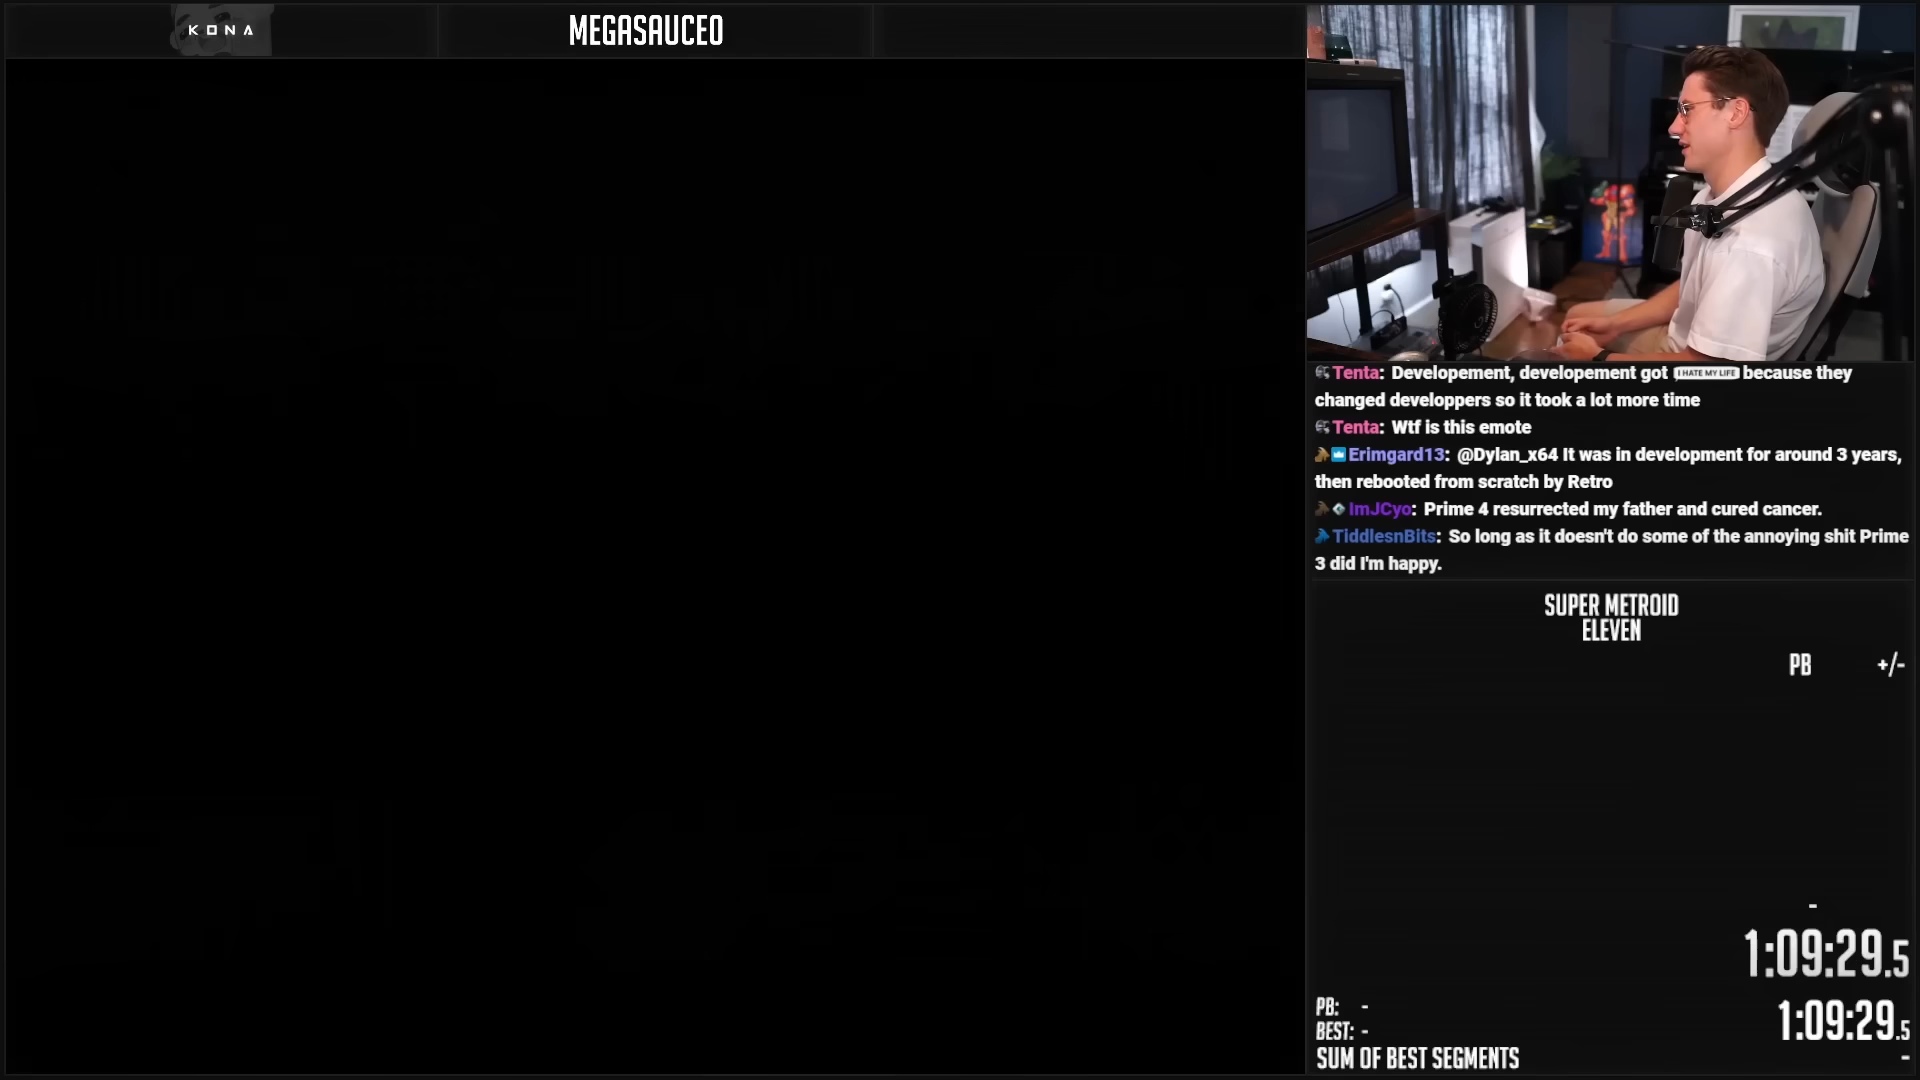 KONA
MEGASAUCE0
Tenta: Developement, developement got I HATE MY LIFE because they
changed developpers so it took a lot more time
Tenta: Wtf is this emote
Erimgard13: @Dylan_x64 It was in development for around 3 years,
then rebooted from scratch by Retro
ImJCyo: Prime 4 resurrected my father and cured cancer.
TiddlesnBits: So long as it doesn't do some of the annoying shit Prime
3 did I'm happy.
SUPER METROID
ELEVEN
PB +/-
-
1:09:29.5
PB: -
1:09:29.5
BEST: -
SUM OF BEST SEGMENTS -